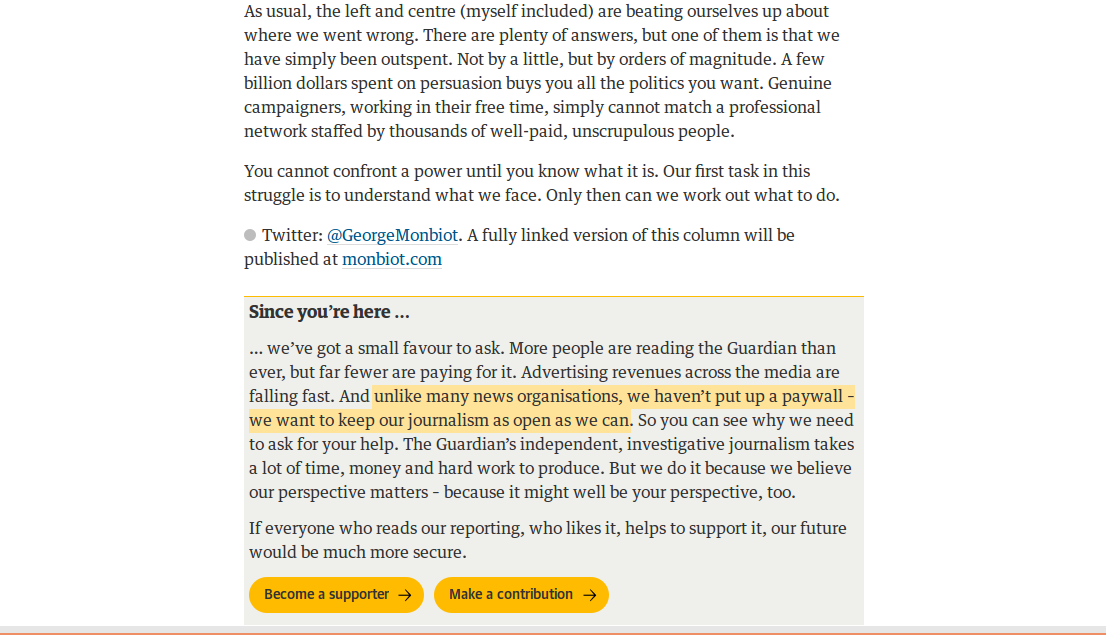 As usual, the left and centre (myself included) are beating ourselves up about
where we went wrong. There are plenty of answers, but one of them is that we
have simply been outspent. Not by a little, but by orders of magnitude. A few
billion dollars spent on persuasion buys you all the politics you want. Genuine
campaigners, working in their free time, simply cannot match a professional
network staffed by thousands of well-paid, unscrupulous people.
You cannot confront a power until you know what it is. Our first task in this
struggle is to understand what we face. Only then can we work out what to do.
Twitter: @GeorgeMonbiot. A fully linked version of this column will be
published at monbiot.com
Since you’re here …
… we’ve got a small favour to ask. More people are reading the Guardian than
ever, but far fewer are paying for it. Advertising revenues across the media are
falling fast. And unlike many news organisations, we haven’t put up a paywall –
we want to keep our journalism as open as we can. So you can see why we need
to ask for your help. The Guardian’s independent, investigative journalism takes
a lot of time, money and hard work to produce. But we do it because we believe
our perspective matters – because it might well be your perspective, too.
If everyone who reads our reporting, who likes it, helps to support it, our future
would be much more secure.
Become a supporter → Make a contribution →